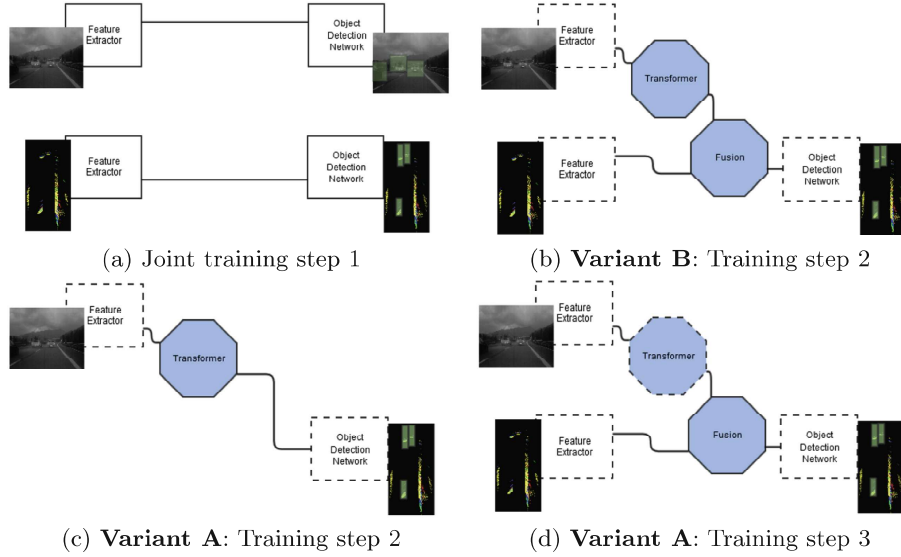 Feature
Extractor
Object
Detection
Network
Feature
Extractor
Object
Detection
Network
(a) Joint training step 1
Feature
Extractor
Transformer
Feature
Extractor
Fusion
Object
Detection
Network
(b) Variant B: Training step 2
Feature
Extractor
Transformer
Object
Detection
Network
(c) Variant A: Training step 2
Feature
Extractor
Transformer
Feature
Extractor
Fusion
Object
Detection
Network
(d) Variant A: Training step 3